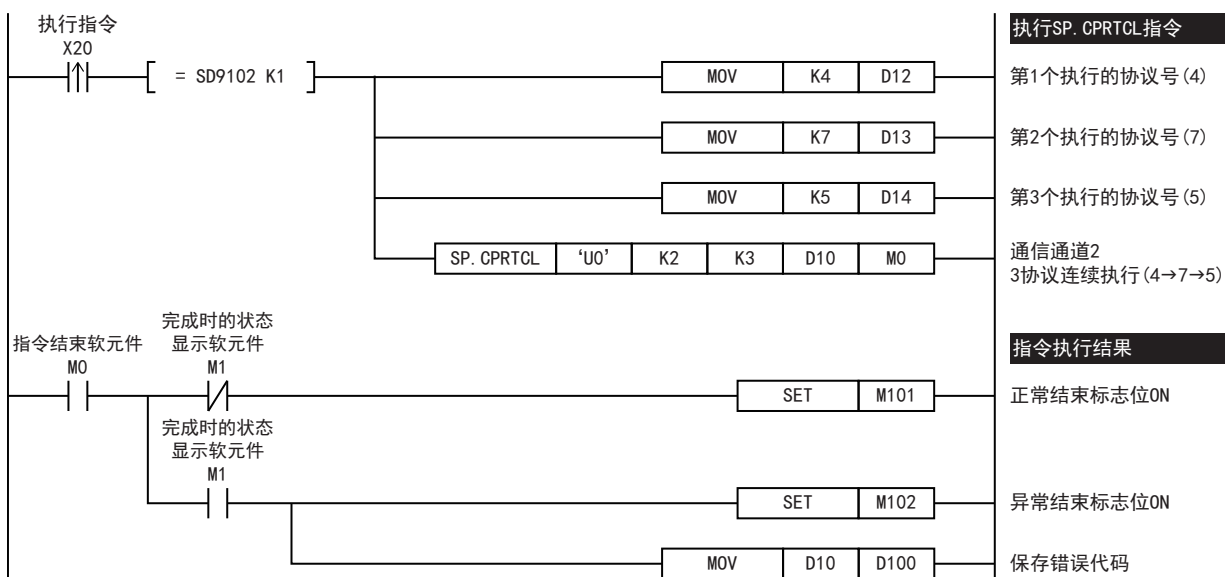 执行指令
X20
= SD9102 K1
MOV K4 D12
执行SP.CPRTCL指令
第1个执行的协议号(4)
MOV K7 D13
第2个执行的协议号(7)
MOV K5 D14
第3个执行的协议号(5)
SP.CPRTCL ‘U0’ K2 K3 D10 M0
通信通道2
3协议连续执行(4→7→5)
指令结束软元件
M0
完成时的状态
显示软元件
M1
指令执行结果
SET M101
正常结束标志位ON
完成时的状态
显示软元件
M1
SET M102
异常结束标志位ON
MOV D10 D100
保存错误代码